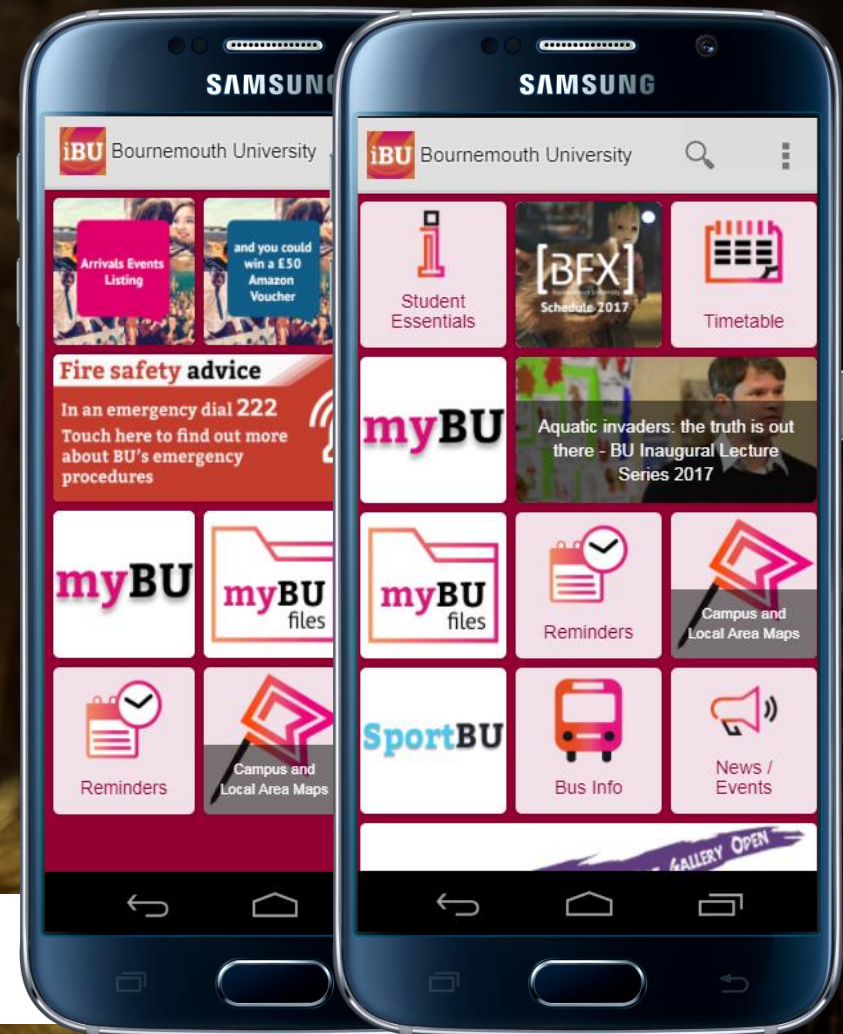 SAMSUN
iBU Bournemouth University
Arrivals Events
Listing
and you could
win a £50
Amazon
Voucher
Fire safety advice
In an emergency dial 222
Touch here to find out more
about BU's emergency
procedures
myBU
myBU
files
Reminders
Campus and
Local Area Maps
SAMSUNG
iBU Bournemouth University
Student
Essentials
[BFX]
Schedule 2017
Timetable
myBU
Aquatic invaders: the truth is out
there - BU Inaugural Lecture
Series 2017
myBU
files
Reminders
Campus and
Local Area Maps
SportBU
Bus Info
News /
Events
GALLERY OPEN